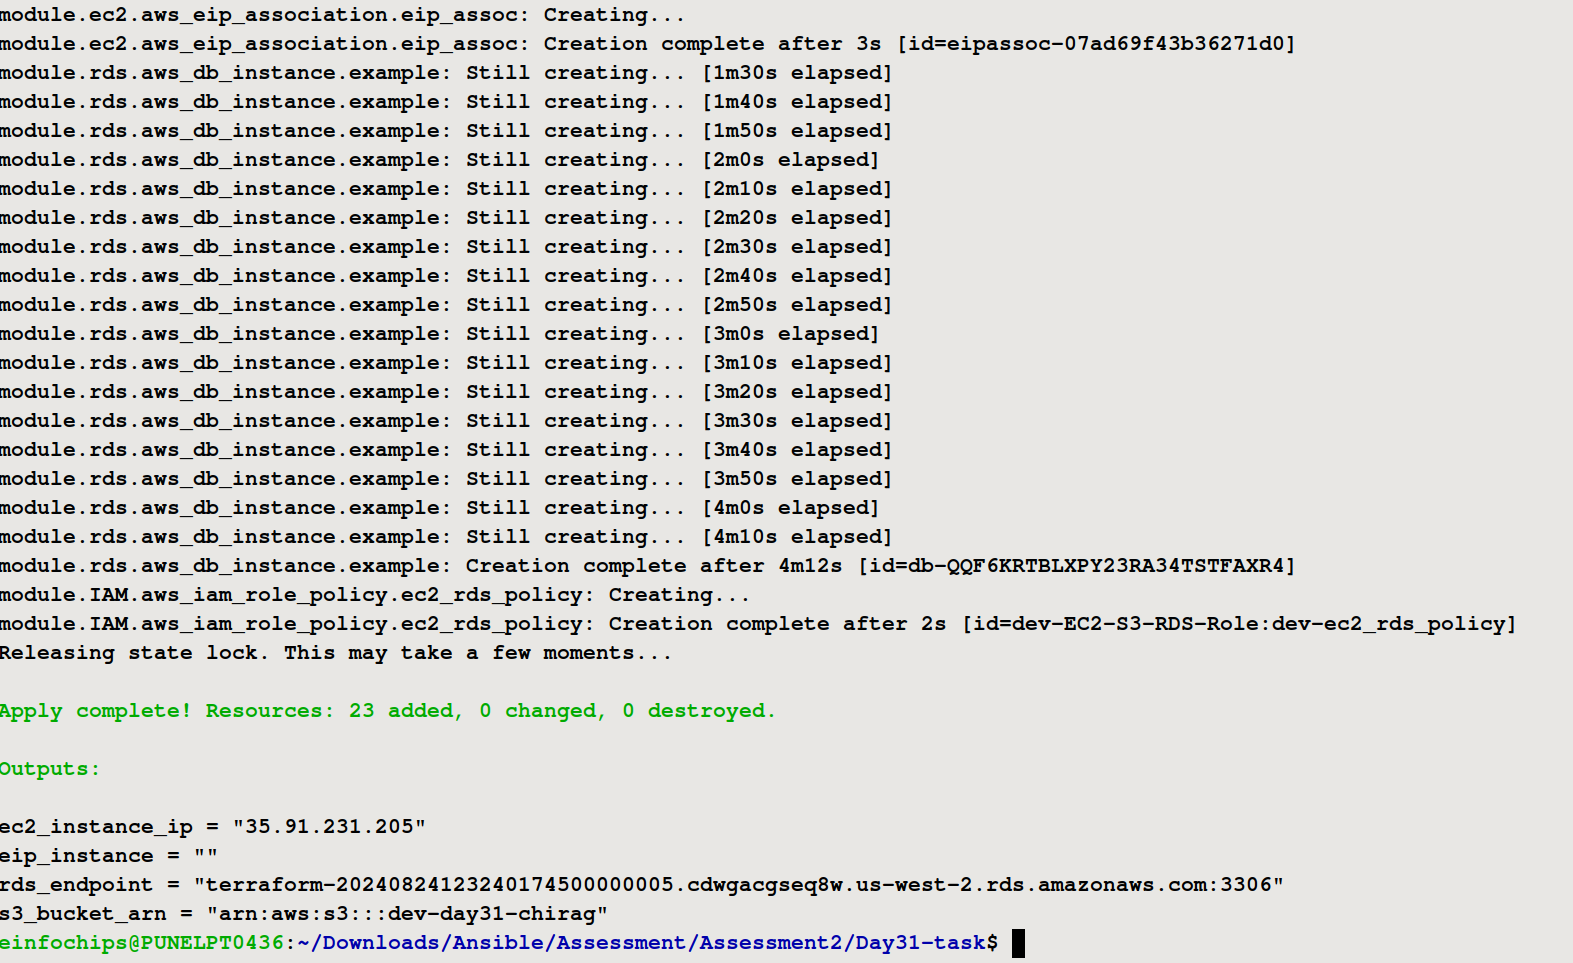 module.ec2.aws_eip_association.eip_assoc: Creating...
module.ec2.aws_eip_association.eip_assoc: Creation complete after 3s [id=eipassoc-07ad69f43b36271d0]
module.rds.aws_db_instance.example: Still creating... [1m30s elapsed]
module.rds.aws_db_instance.example: Still creating... [1m40s elapsed]
module.rds.aws_db_instance.example: Still creating... [1m50s elapsed]
module.rds.aws_db_instance.example: Still creating... [2m0s elapsed]
module.rds.aws_db_instance.example: Still creating... [2m10s elapsed]
module.rds.aws_db_instance.example: Still creating... [2m20s elapsed]
module.rds.aws_db_instance.example: Still creating... [2m30s elapsed]
module.rds.aws_db_instance.example: Still creating... [2m40s elapsed]
module.rds.aws_db_instance.example: Still creating... [2m50s elapsed]
module.rds.aws_db_instance.example: Still creating... [3m0s elapsed]
module.rds.aws_db_instance.example: Still creating... [3m10s elapsed]
module.rds.aws_db_instance.example: Still creating... [3m20s elapsed]
module.rds.aws_db_instance.example: Still creating... [3m30s elapsed]
module.rds.aws_db_instance.example: Still creating... [3m40s elapsed]
module.rds.aws_db_instance.example: Still creating... [3m50s elapsed]
module.rds.aws_db_instance.example: Still creating... [4m0s elapsed]
module.rds.aws_db_instance.example: Still creating... [4m10s elapsed]
module.rds.aws_db_instance.example: Creation complete after 4m12s [id=db-QQF6KRTBLXPY23RA34TSTFAXR4]
module.IAM.aws_iam_role_policy.ec2_rds_policy: Creating...
module.IAM.aws_iam_role_policy.ec2_rds_policy: Creation complete after 2s [id=dev-EC2-S3-RDS-Role:dev-ec2_rds_policy]
Releasing state lock. This may take a few moments...
Apply complete! Resources: 23 added, 0 changed, 0 destroyed.
Outputs:
ec2_instance_ip = "35.91.231.205"
eip_instance = ""
rds_endpoint = "terraform-20240824123240174500000005.cdwgacgseq8w.us-west-2.rds.amazonaws.com:3306"
s3_bucket_arn = "arn:aws:s3:::dev-day31-chirag"
einfochips@PUNELPT0436:~/Downloads/Ansible/Assessment/Assessment2/Day31-task$